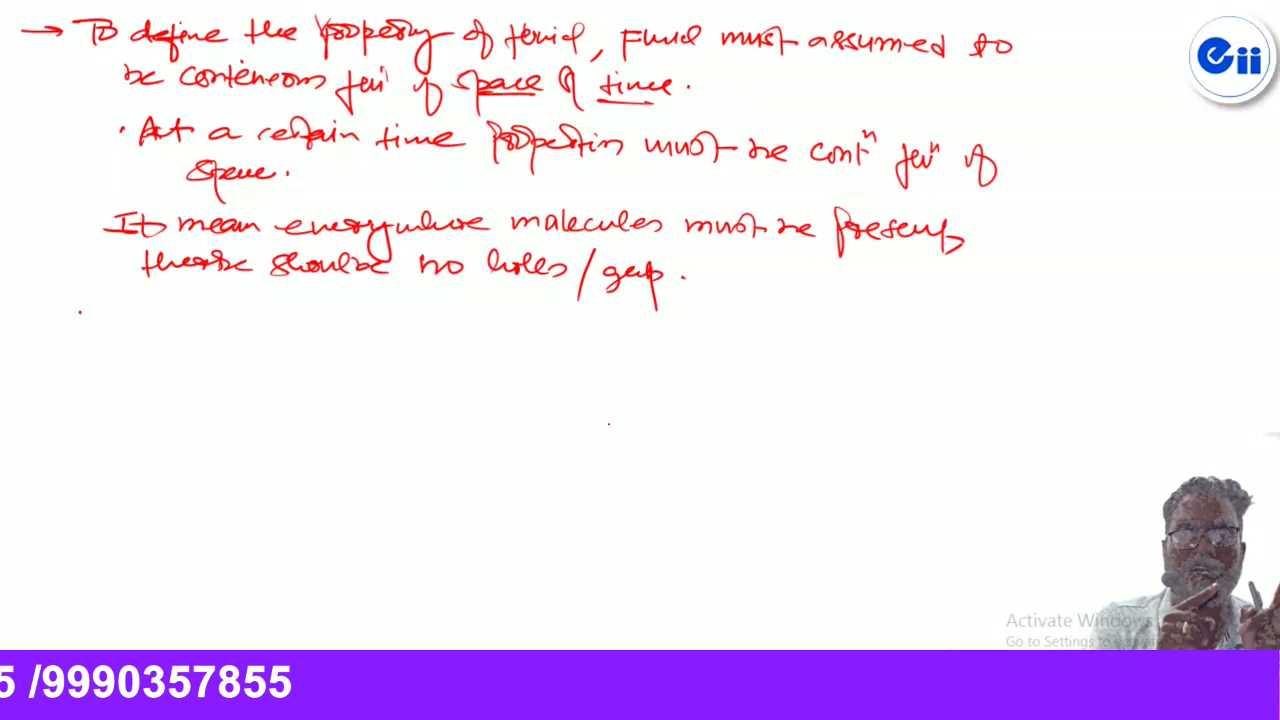 → To define the property of fluid, Fluid must assumed to
be continuous funⁿ of space & time.
• At a certain time properties must be contⁿ funⁿ of
space.
It mean everywhere molecules must be present,
there should be no holes/gap.
eii
Activate Windows
Go to Settings to activate
5 /9990357855